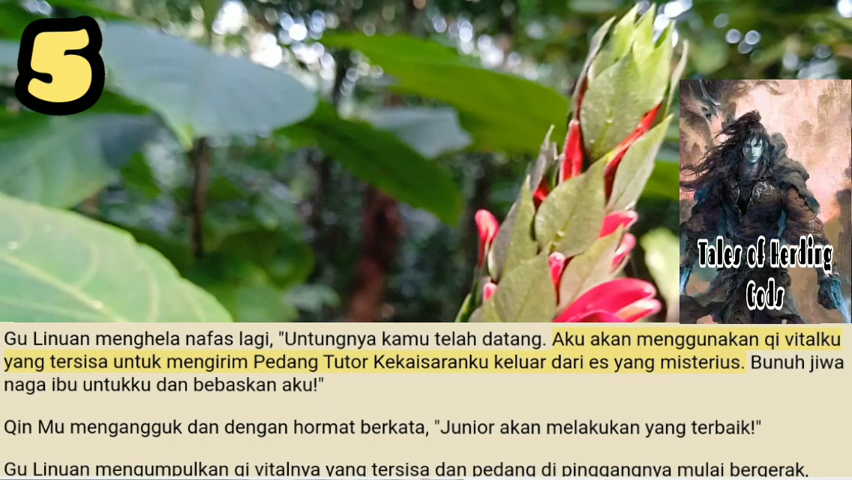 5
Tales of Herding
Gods
Gu Linuan menghela nafas lagi, "Untungnya kamu telah datang. Aku akan menggunakan qi vitalku
yang tersisa untuk mengirim Pedang Tutor Kekaisaranku keluar dari es yang misterius. Bunuh jiwa
naga ibu untukku dan bebaskan aku!"
Qin Mu mengangguk dan dengan hormat berkata, "Junior akan melakukan yang terbaik!"
Gu Linuan mengumpulkan qi vitalnya yang tersisa dan pedang di pinggangnya mulai bergerak.